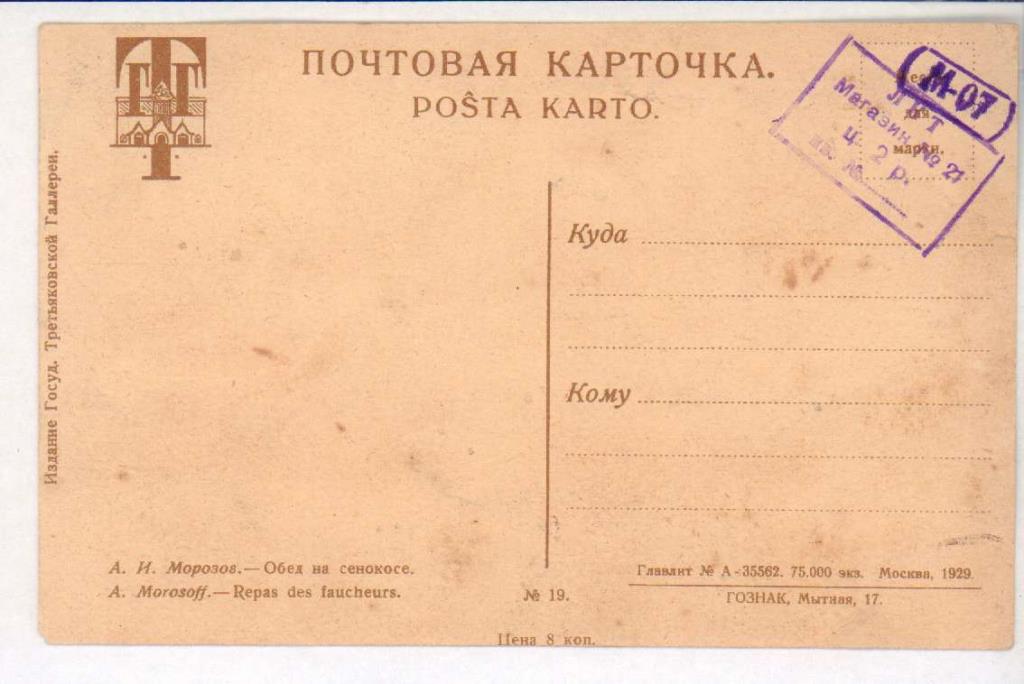 ПОЧТОВАЯ КАРТОЧКА.
POŜTA KARTO.
М-07
Место
для
марки.
ЛОТ
Магазин № 21
ц. 2 р.
Издание Госуд. Третьяковской Галлереи.
Куда
Кому
А. И. Морозов.—Обед на сенокосе.
A. Morosoff.—Repas des faucheurs.
№ 19.
Главлит № А-35562. 75.000 экз. Москва, 1929.
ГОЗНАК, Мытная, 17.
Цена 8 коп.